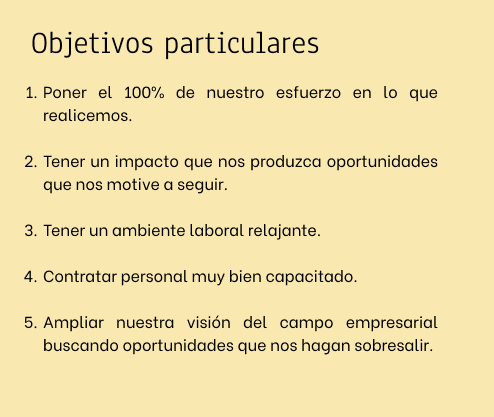 Objetivos particulares
1. Poner el 100% de nuestro esfuerzo en lo que
realicemos.
2. Tener un impacto que nos produzca oportunidades
que nos motive a seguir.
3. Tener un ambiente laboral relajante.
4. Contratar personal muy bien capacitado.
5. Ampliar nuestra visión del campo empresarial
buscando oportunidades que nos hagan sobresalir.